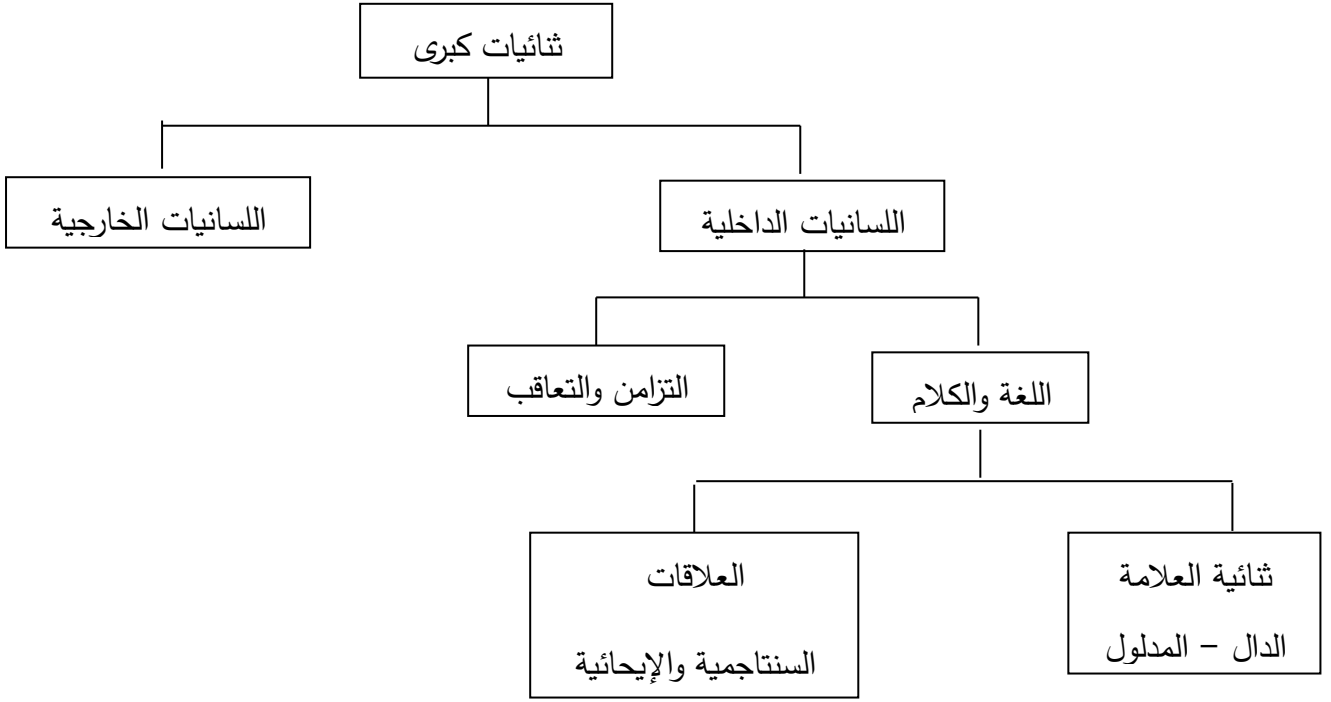 ثنائيات كبرى
اللسانيات الداخلية
اللسانيات الخارجية
اللغة والكلام
التزامن والتعاقب
ثنائية العلامة
الدال – المدلول
العلاقات
السنتاجمية والإيحائية